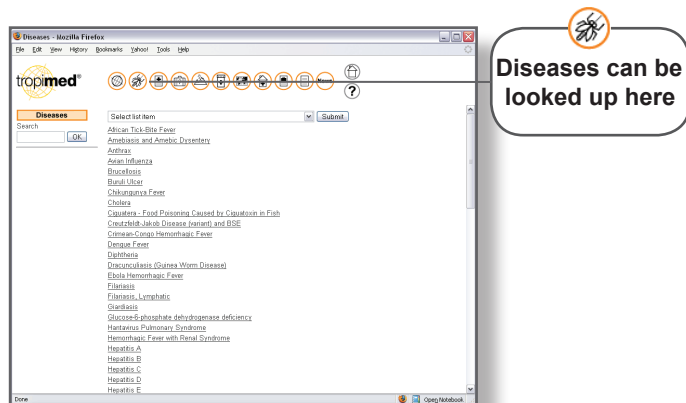 Diseases - Mozilla Firefox
File Edit View History Bookmarks Yahoo! Tools Help
tropimed®
News
?
Diseases can be
looked up here
Diseases
Search
OK
Select list item
Submit
African Tick-Bite Fever
Amebiasis and Amebic Dysentery
Anthrax
Avian Influenza
Brucellosis
Buruli Ulcer
Chikungunya Fever
Cholera
Ciguatera - Food Poisoning Caused by Ciguatoxin in Fish
Creutzfeldt-Jakob Disease (variant) and BSE
Crimean-Congo Hemorrhagic Fever
Dengue Fever
Diphtheria
Dracunculiasis (Guinea Worm Disease)
Ebola Hemorrhagic Fever
Filariasis
Filariasis, Lymphatic
Giardiasis
Glucose-6-phosphate dehydrogenase deficiency
Hantavirus Pulmonary Syndrome
Hemorrhagic Fever with Renal Syndrome
Hepatitis A
Hepatitis B
Hepatitis C
Hepatitis D
Hepatitis E
Done
Open Notebook